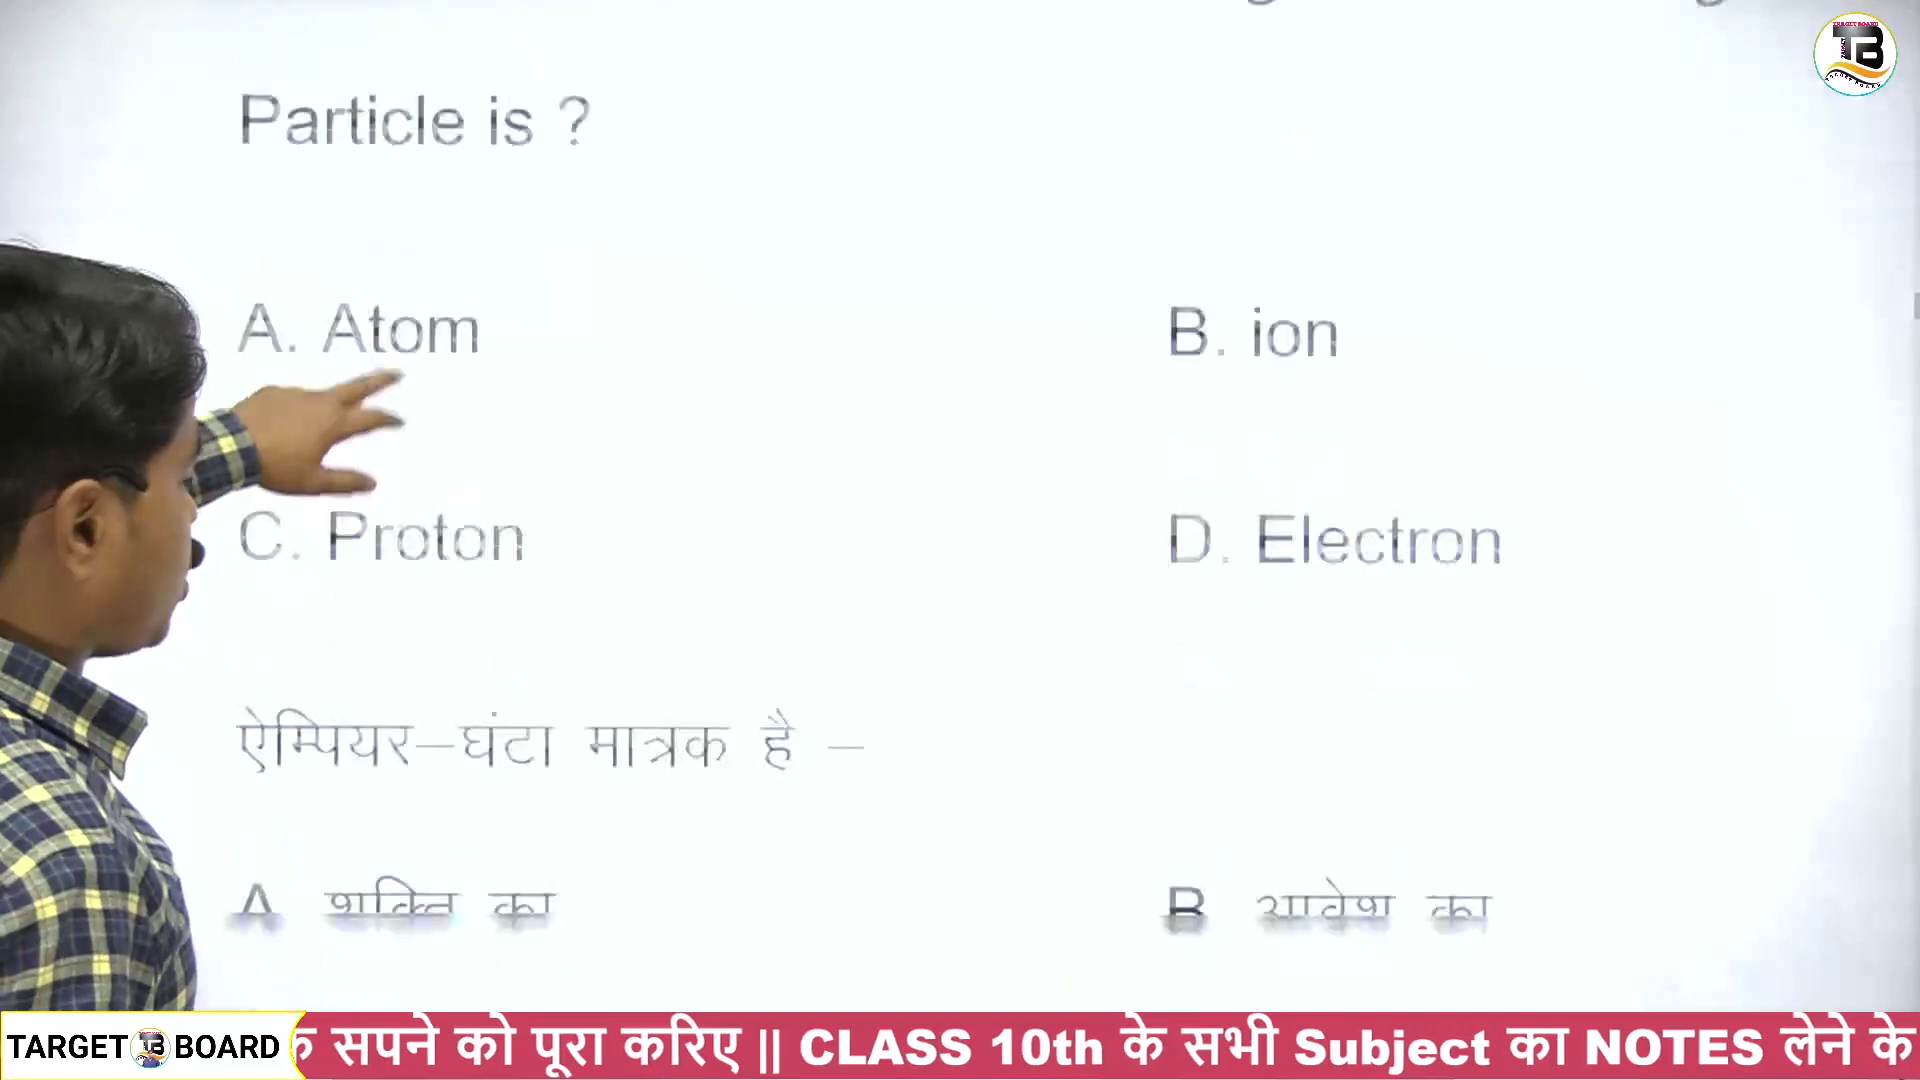 Particle is ?
A. Atom
B. ion
C. Proton
D. Electron
ऐम्पियर–घंटा मात्रक है –
A शक्ति का
B आवेश का
TARGET TB BOARD
सपने को पूरा करिए || CLASS 10th के सभी Subject का NOTES लेने के